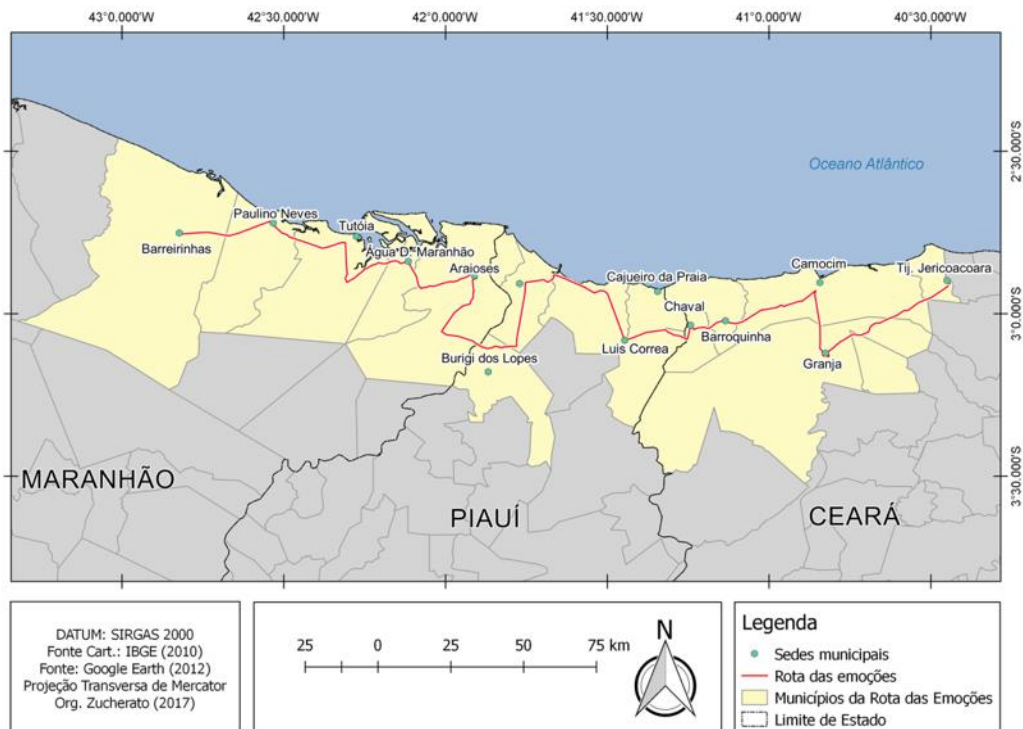 43°0.000'W 42°30.000'W 42°0.000'W 41°30.000'W 41°0.000'W 40°30.000'W
2°30.000'S
3°0.000'S
3°30.000'S
Oceano Atlântico
Paulino Neves
Tutóia
Barreirinhas
Água D. Maranhão
Araioses
Cajueiro da Praia
Camocim
Tij. Jericoacoara
Chaval
Barroquinha
Luis Correa
Burigi dos Lopes
Granja
MARANHÃO
PIAUÍ
CEARÁ
DATUM: SIRGAS 2000
Fonte Cart.: IBGE (2010)
Fonte: Google Earth (2012)
Projeção Transversa de Mercator
Org. Zucherato (2017)
25 0 25 50 75 km
N
Legenda
Sedes municipais
Rota das emoções
Municípios da Rota das Emoções
Limite de Estado